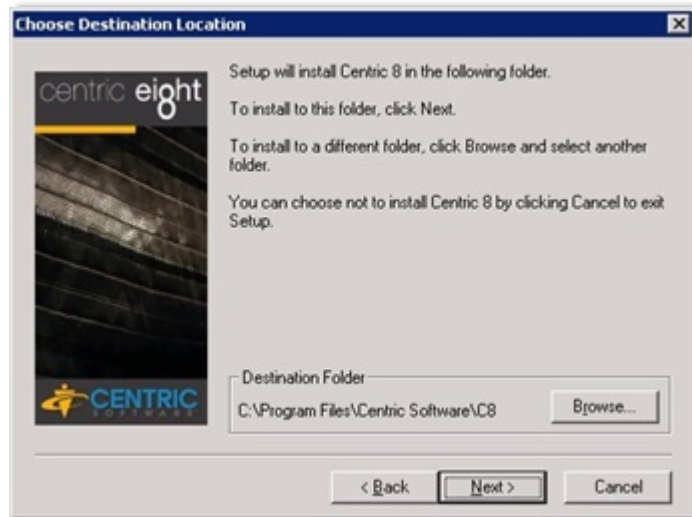 Choose Destination Location
centric eight
Setup will install Centric 8 in the following folder.
To install to this folder, click Next.
To install to a different folder, click Browse and select another
folder.
You can choose not to install Centric 8 by clicking Cancel to exit
Setup.
Destination Folder
C:\Program Files\Centric Software\C8
Browse...
CENTRIC
SOFTWARE
< Back
Next >
Cancel